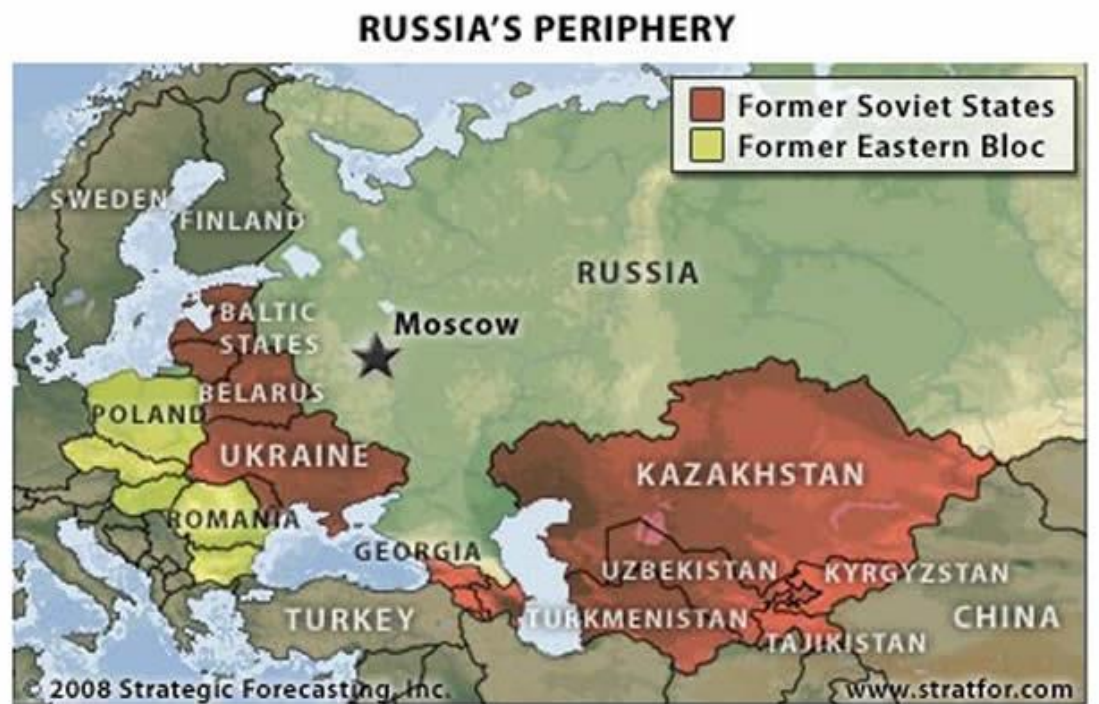 RUSSIA'S PERIPHERY
Former Soviet States
Former Eastern Bloc
SWEDEN
FINLAND
RUSSIA
BALTIC
STATES
Moscow
BELARUS
POLAND
UKRAINE
KAZAKHSTAN
ROMANIA
GEORGIA
UZBEKISTAN
KYRGYZSTAN
TURKEY
TURKMENISTAN
CHINA
TAJIKISTAN
© 2008 Strategic Forecasting, Inc.
www.stratfor.com